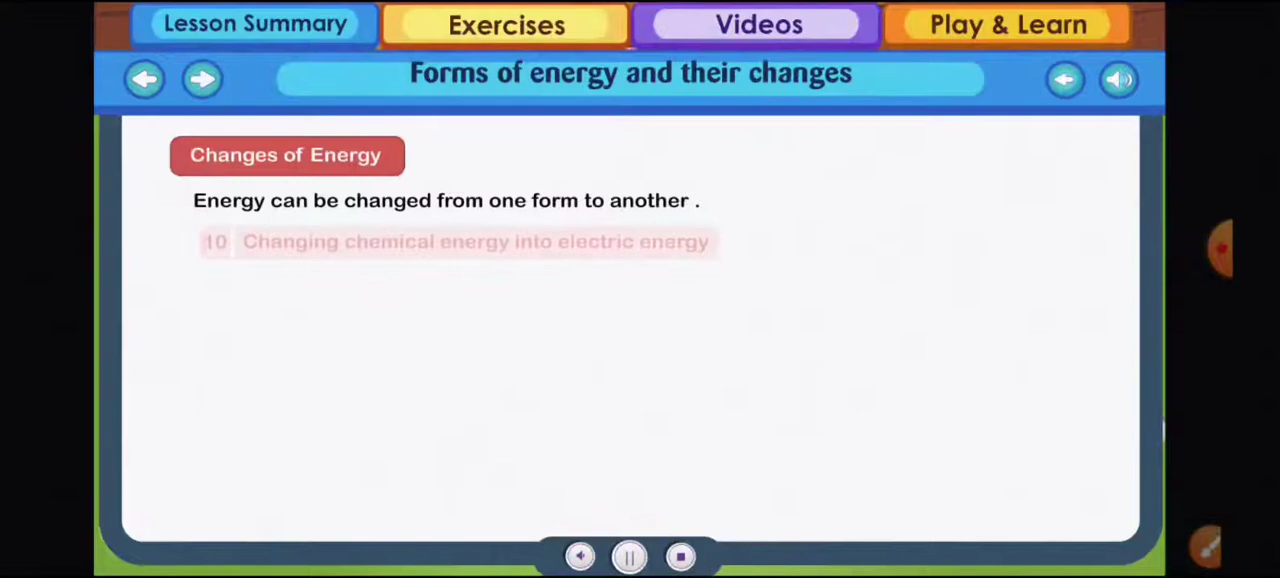 Lesson Summary
Exercises
Videos
Play & Learn
Forms of energy and their changes
Changes of Energy
Energy can be changed from one form to another .
10 Changing chemical energy into electric energy